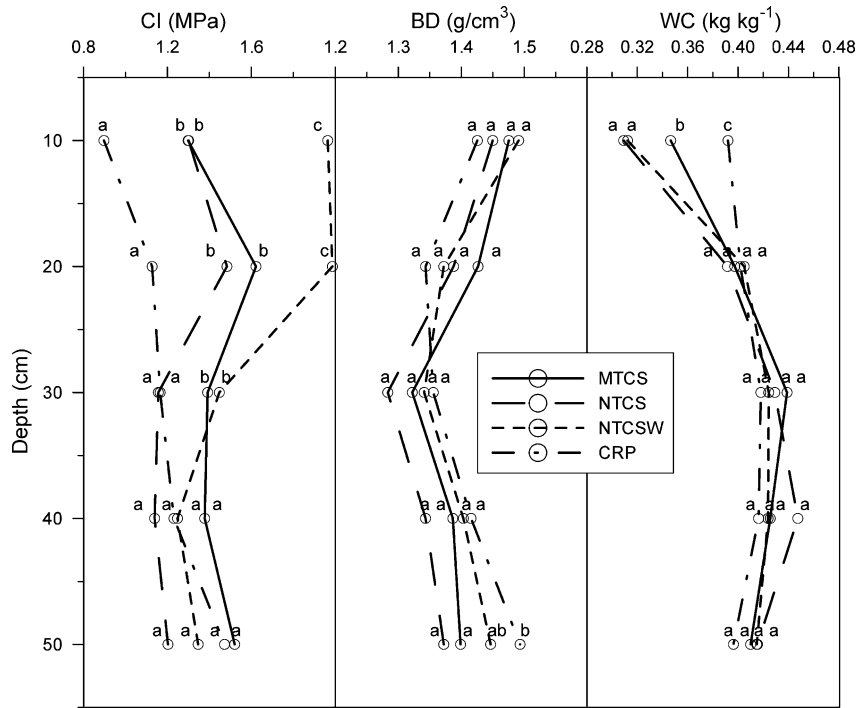 CI (MPa) BD (g/cm³) WC (kg kg⁻¹)
0.8 1.2 1.6 1.2 1.3 1.4 1.5 0.28 0.32 0.36 0.40 0.44 0.48
a b b c a a a a a a b c
10
a b b c a a a a a a a a
20
a a b b a a a a a a a a
30
MTCS
NTCS
NTCSW
CRP
Depth (cm)
a a a a a a a a a a a a
40
a a a a a a ab b a a a a
50